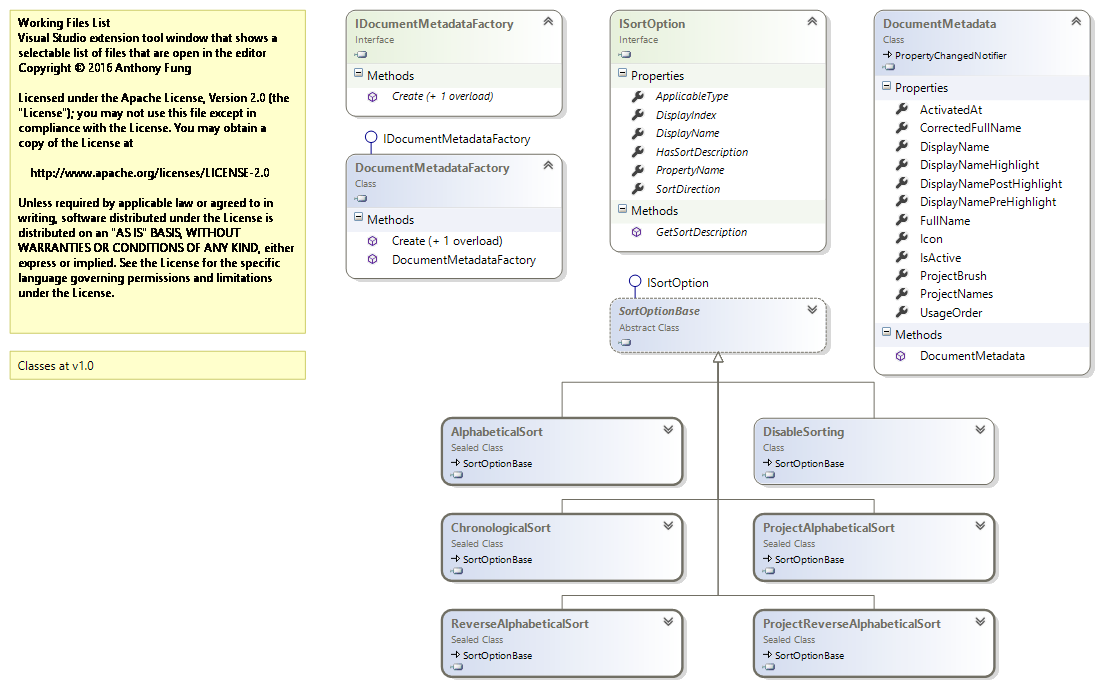 Working Files List
Visual Studio extension tool window that shows a
selectable list of files that are open in the editor
Copyright © 2016 Anthony Fung
Licensed under the Apache License, Version 2.0 (the
"License"); you may not use this file except in
compliance with the License. You may obtain a
copy of the License at
http://www.apache.org/licenses/LICENSE-2.0
Unless required by applicable law or agreed to in
writing, software distributed under the License is
distributed on an "AS IS" BASIS, WITHOUT
WARRANTIES OR CONDITIONS OF ANY KIND, either
express or implied. See the License for the specific
language governing permissions and limitations
under the License.
Classes at v1.0
IDocumentMetadataFactory
Interface
Methods
Create (+ 1 overload)
IDocumentMetadataFactory
DocumentMetadataFactory
Class
Methods
Create (+ 1 overload)
DocumentMetadataFactory
ISortOption
Interface
Properties
ApplicableType
DisplayIndex
DisplayName
HasSortDescription
PropertyName
SortDirection
Methods
GetSortDescription
ISortOption
SortOptionBase
Abstract Class
DocumentMetadata
Class
PropertyChangedNotifier
Properties
ActivatedAt
CorrectedFullName
DisplayName
DisplayNameHighlight
DisplayNamePostHighlight
DisplayNamePreHighlight
FullName
Icon
IsActive
ProjectBrush
ProjectNames
UsageOrder
Methods
DocumentMetadata
AlphabeticalSort
Sealed Class
SortOptionBase
DisableSorting
Class
SortOptionBase
ChronologicalSort
Sealed Class
SortOptionBase
ProjectAlphabeticalSort
Sealed Class
SortOptionBase
ReverseAlphabeticalSort
Sealed Class
SortOptionBase
ProjectReverseAlphabeticalSort
Sealed Class
SortOptionBase